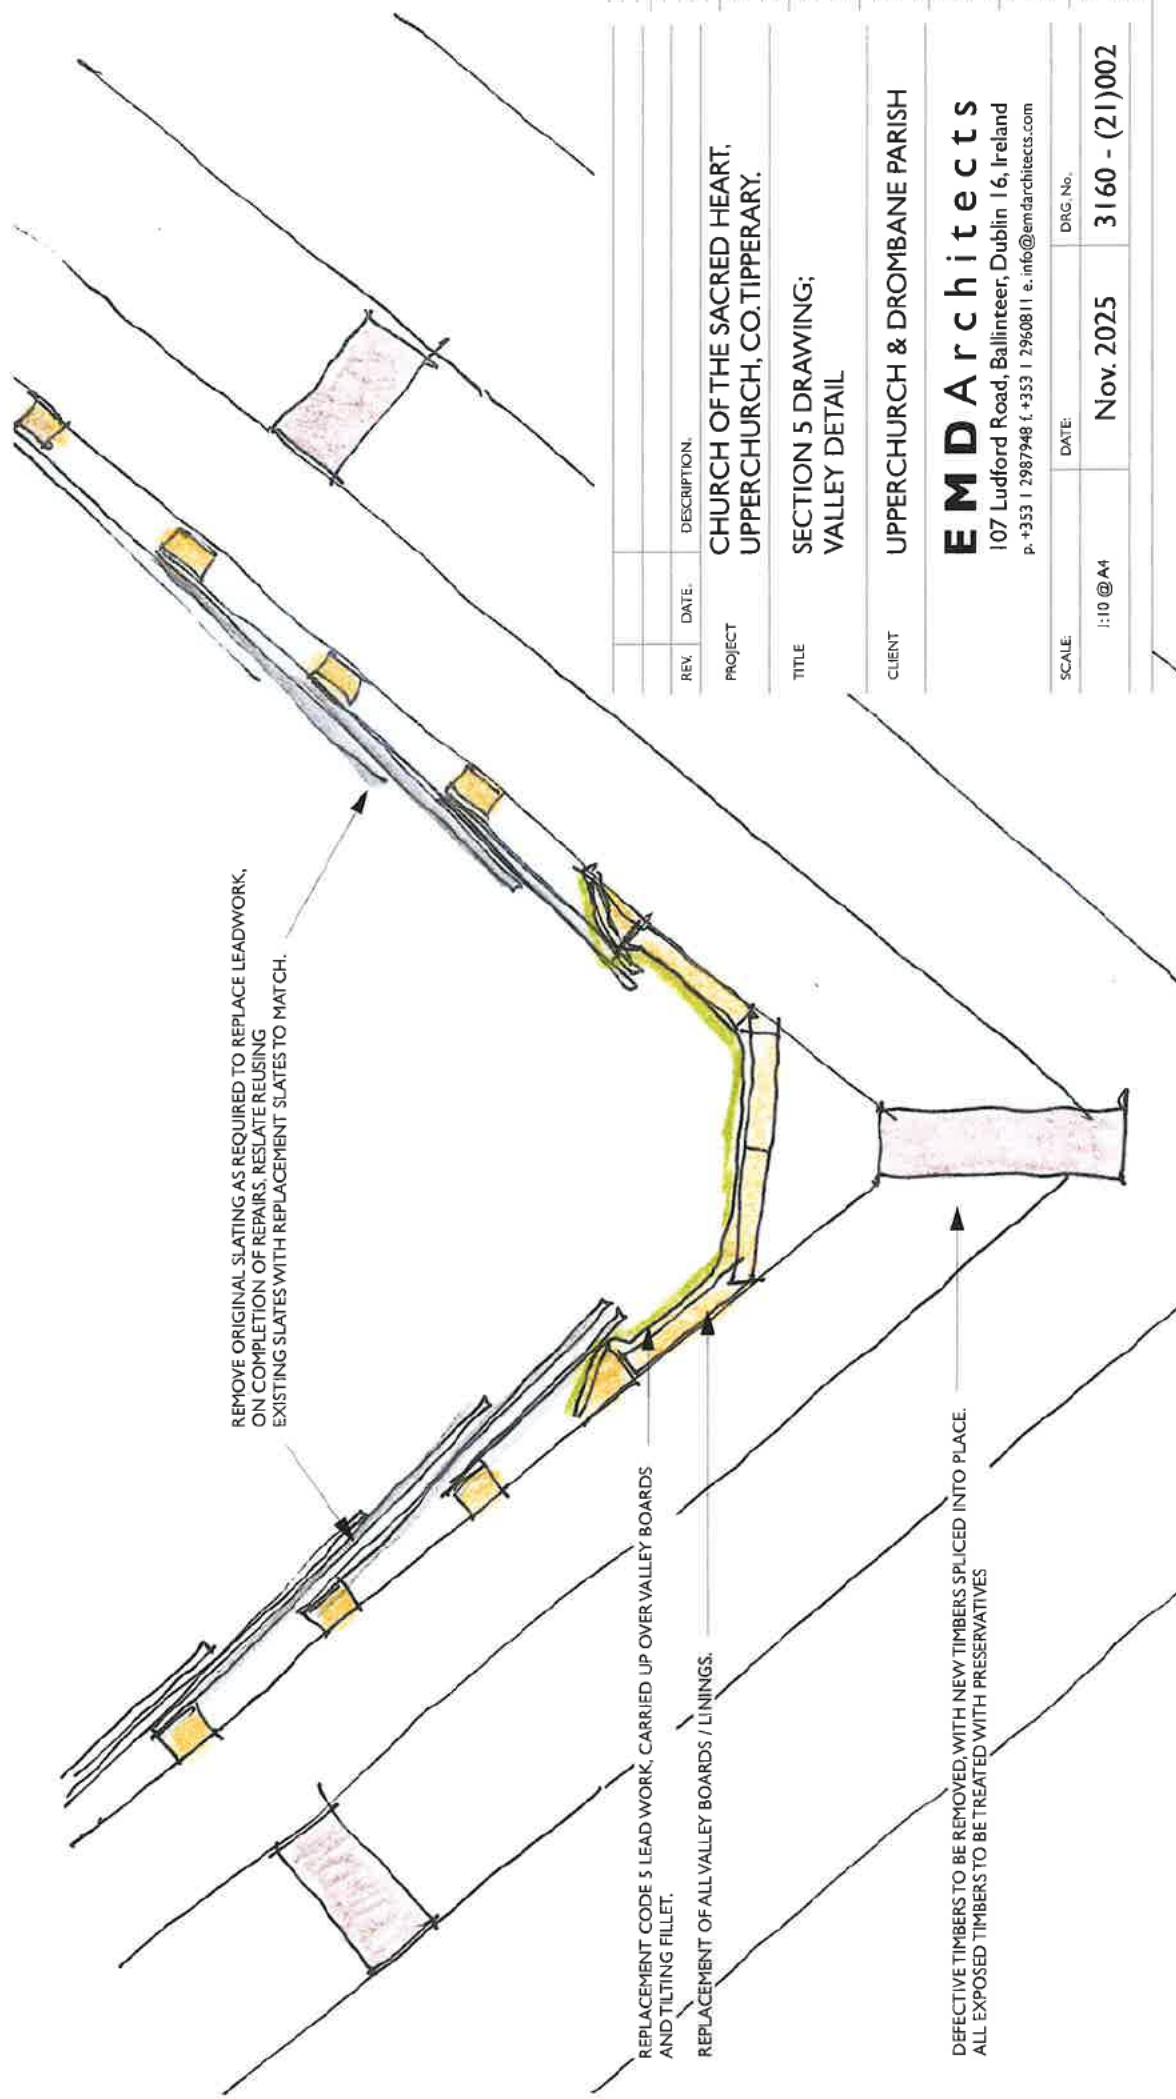 REMOVE ORIGINAL SLATING AS REQUIRED TO REPLACE LEADWORK,
ON COMPLETION OF REPAIRS, RESLATE REUSING
EXISTING SLATES WITH REPLACEMENT SLATES TO MATCH.
REPLACEMENT CODE 5 LEAD WORK, CARRIED UP OVER VALLEY BOARDS
AND TILTING FILLET.
REPLACEMENT OF ALL VALLEY BOARDS / LININGS.
DEFECTIVE TIMBERS TO BE REMOVED, WITH NEW TIMBERS SPLICED INTO PLACE.
ALL EXPOSED TIMBERS TO BE TREATED WITH PRESERVATIVES
REV. DATE. DESCRIPTION.
PROJECT CHURCH OF THE SACRED HEART,
UPPERCHURCH, CO.TIPPERARY.
TITLE SECTION 5 DRAWING;
VALLEY DETAIL
CLIENT UPPERCHURCH & DROMBANE PARISH
EMDArchitects
107 Ludford Road, Ballinteer, Dublin 16, Ireland
p. +353 1 2987948 f. +353 1 2960811 e. info@emdarchitects.com
SCALE: DATE: DRG. No.
1:10 @ A4 Nov. 2025 3160 - (21)002